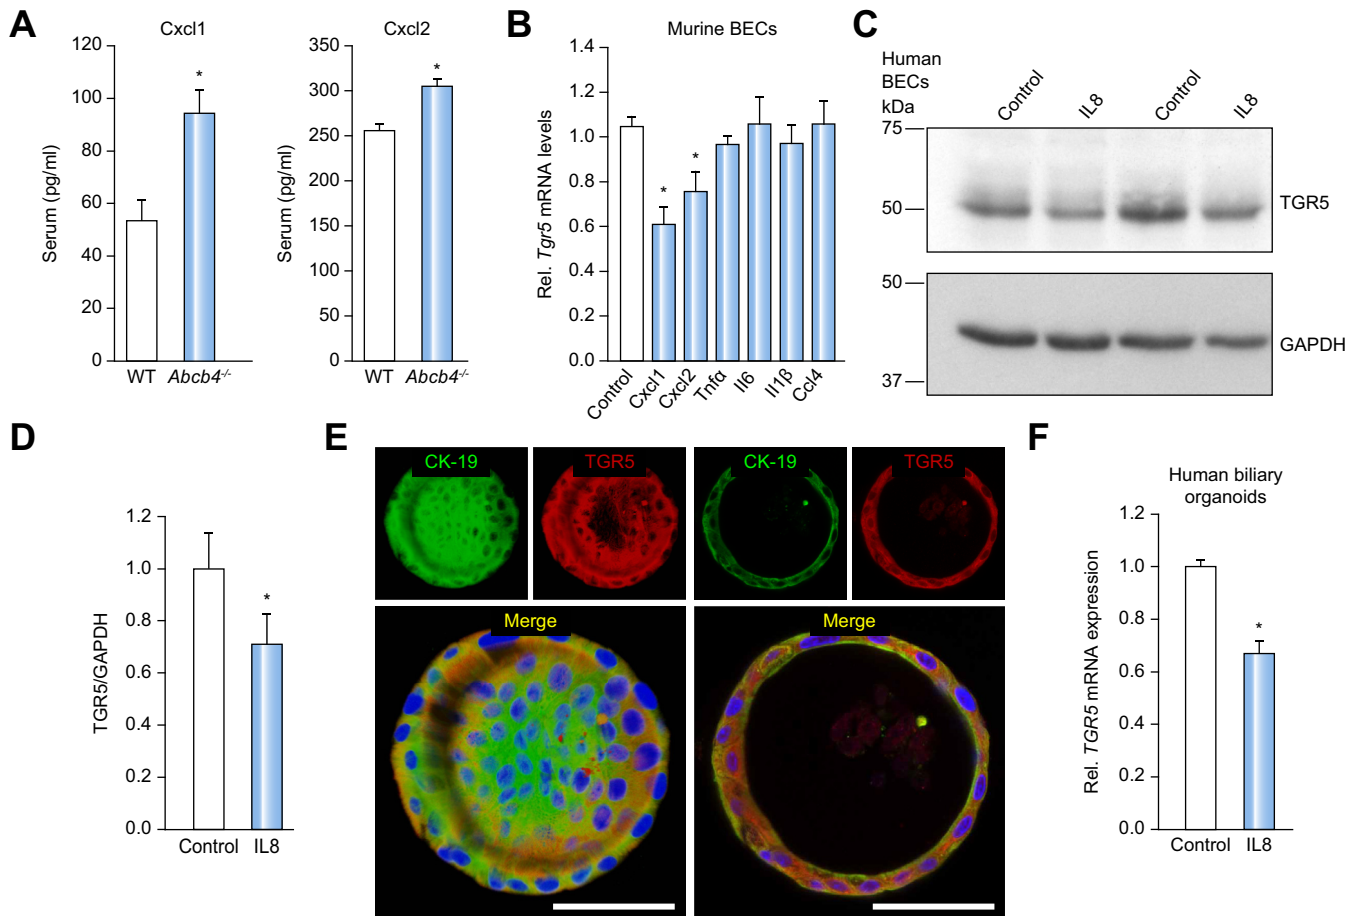 A
Cxcl1
120
100
80
60
40
20
0
Serum (pg/ml)
*
WT
Abcb4-/-
Cxcl2
350
300
250
200
150
100
50
0
Serum (pg/ml)
*
WT
Abcb4-/-
B
Murine BECs
1.4
1.2
1.0
0.8
0.6
0.4
0.2
0.0
Rel. Tgr5 mRNA levels
*
*
Control
Cxcl1
Cxcl2
Tnfα
Il6
Il1β
Ccl4
C
Human
BECs
kDa
Control
IL8
Control
IL8
75
50
TGR5
50
37
GAPDH
D
1.2
1.0
0.8
0.6
0.4
0.2
0.0
TGR5/GAPDH
*
Control
IL8
E
CK-19
TGR5
CK-19
TGR5
Merge
Merge
F
Human biliary
organoids
1.2
1.0
0.8
0.6
0.4
0.2
0.0
Rel. TGR5 mRNA expression
*
Control
IL8